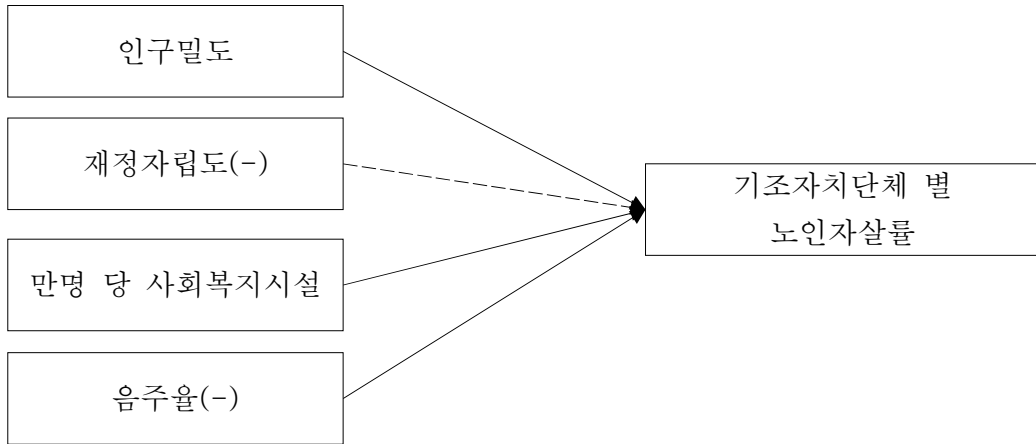 인구밀도
재정자립도(-)
만명 당 사회복지시설
음주율(-)
기조자치단체 별
노인자살률